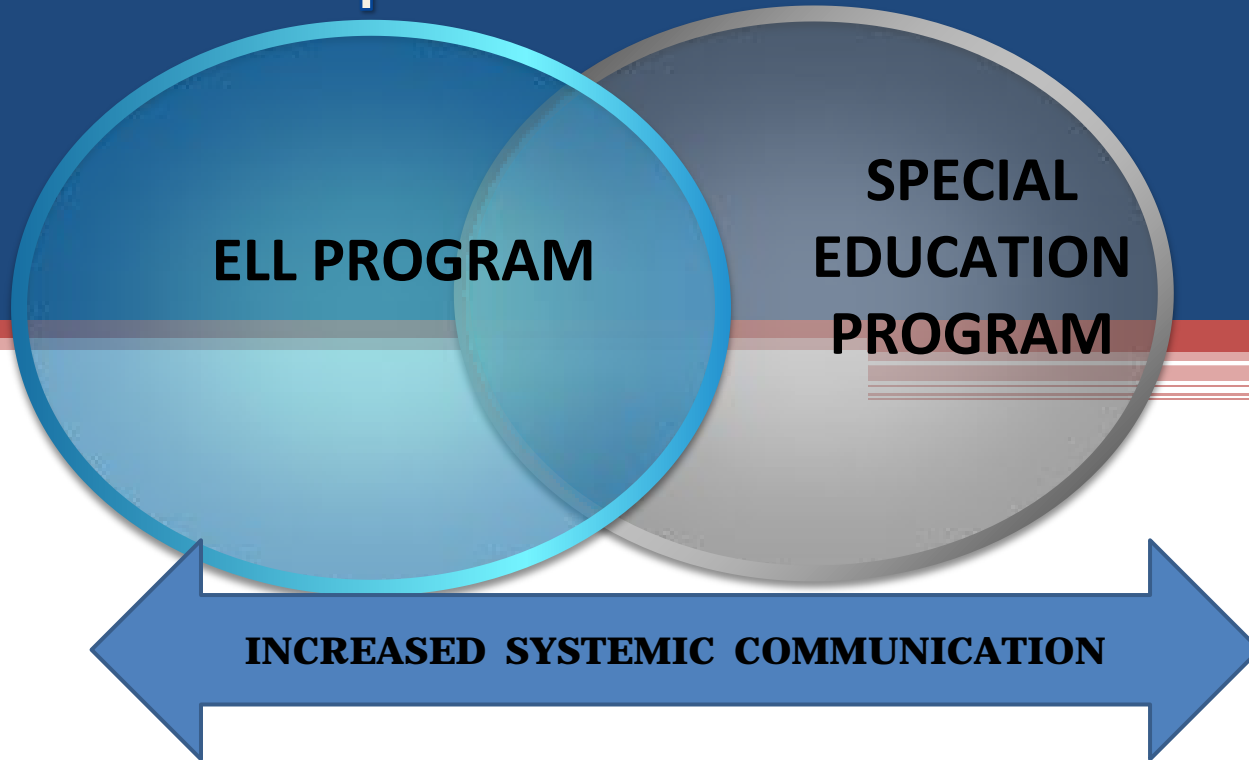 ELL PROGRAM
SPECIAL
EDUCATION
PROGRAM
INCREASED SYSTEMIC COMMUNICATION